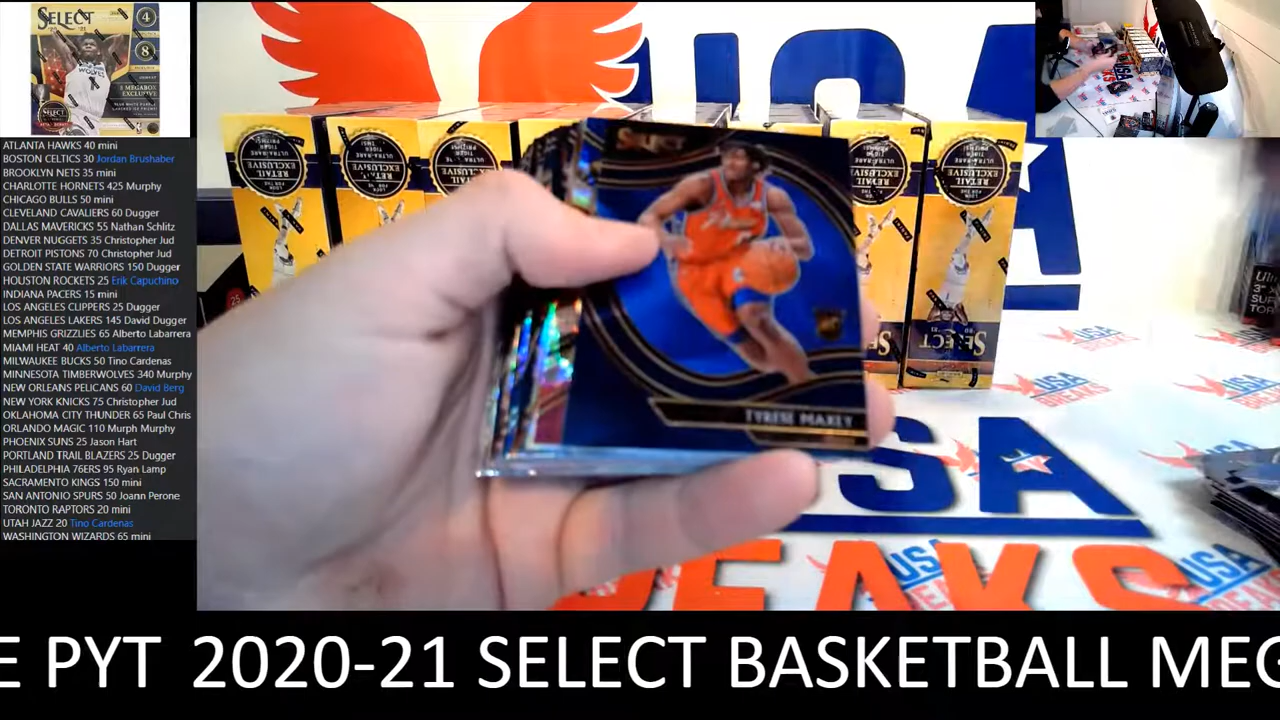 SELECT
4
8
WOLVES
ATLANTA HAWKS 40 mini
BOSTON CELTICS 30 Jordan Brushaber
BROOKLYN NETS 35 mini
CHARLOTTE HORNETS 425 Murphy
CHICAGO BULLS 50 mini
CLEVELAND CAVALIERS 60 Dugger
DALLAS MAVERICKS 55 Nathan Schlitz
DENVER NUGGETS 35 Christopher Jud
DETROIT PISTONS 70 Christopher Jud
GOLDEN STATE WARRIORS 150 Dugger
HOUSTON ROCKETS 25 Erik Capuchino
INDIANA PACERS 15 mini
LOS ANGELES CLIPPERS 25 Dugger
LOS ANGELES LAKERS 145 David Dugger
MEMPHIS GRIZZLIES 65 Alberto Labarrera
MIAMI HEAT 40 Alberto Labarrera
MILWAUKEE BUCKS 50 Tino Cardenas
MINNESOTA TIMBERWOLVES 340 Murphy
NEW ORLEANS PELICANS 60 David Berg
NEW YORK KNICKS 75 Christopher Jud
OKLAHOMA CITY THUNDER 65 Paul Chris
ORLANDO MAGIC 110 Murph Murphy
PHOENIX SUNS 25 Jason Hart
PORTLAND TRAIL BLAZERS 25 Dugger
PHILADELPHIA 76ERS 95 Ryan Lamp
SACRAMENTO KINGS 150 mini
SAN ANTONIO SPURS 50 Joann Perone
TORONTO RAPTORS 20 mini
UTAH JAZZ 20 Tino Cardenas
WASHINGTON WIZARDS 65 mini
RETAIL EXCLUSIVE
SELECT
TYRESE MAXEY
USA
BREAKS
E PYT 2020-21 SELECT BASKETBALL MEG